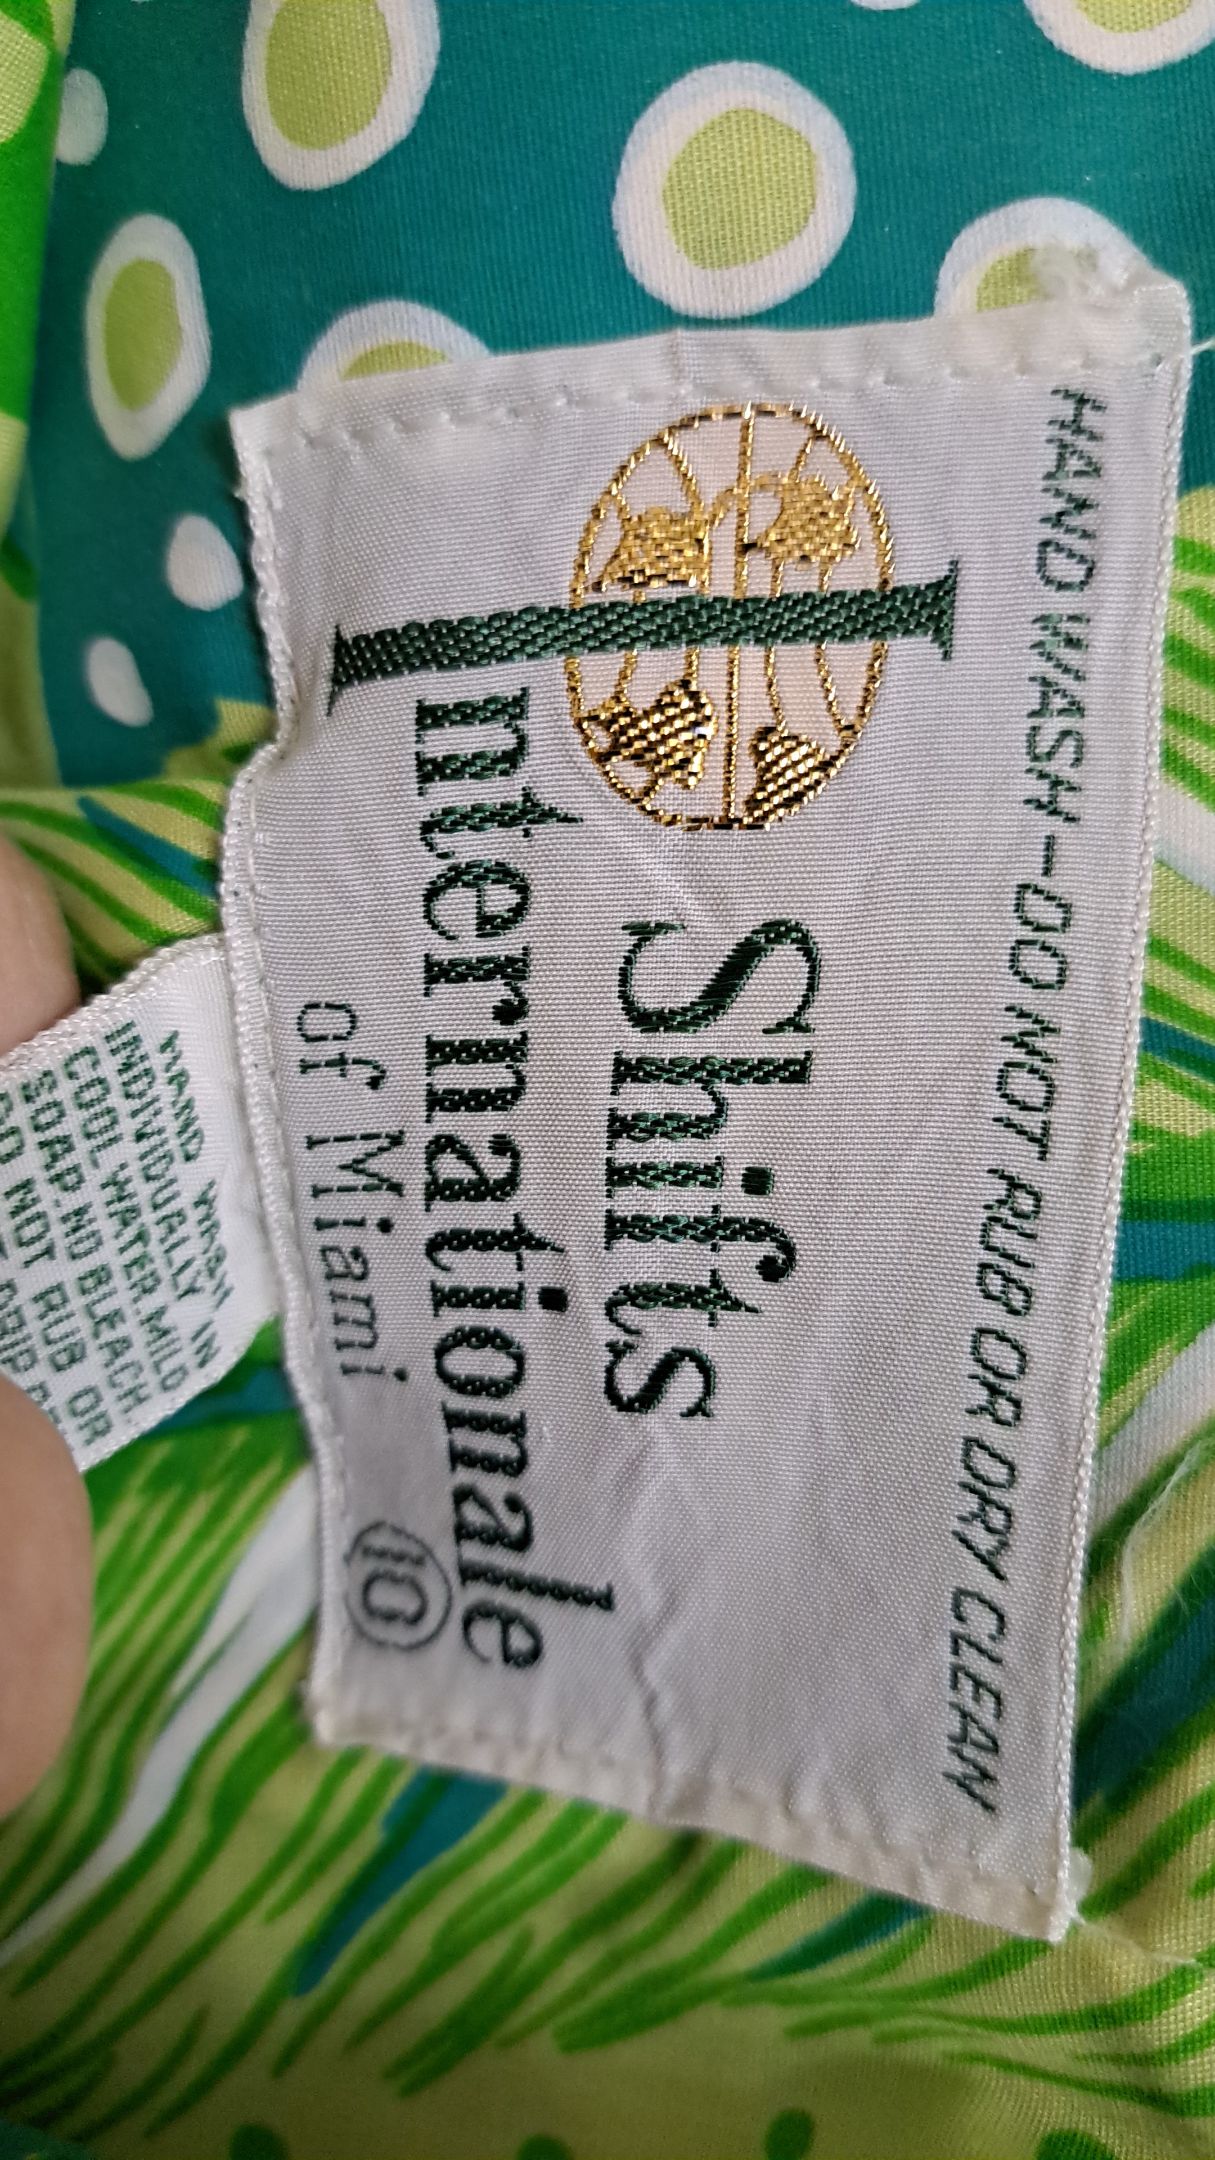 HAND WASH-DO NOT RUB OR DRY CLEAN
Shifts
Internationale
of Miami 10
HAND WASH
INDIVIDUALLY IN
COOL WATER.MILD
SOAP.NO BLEACH.
DO NOT RUB OR
DRIP